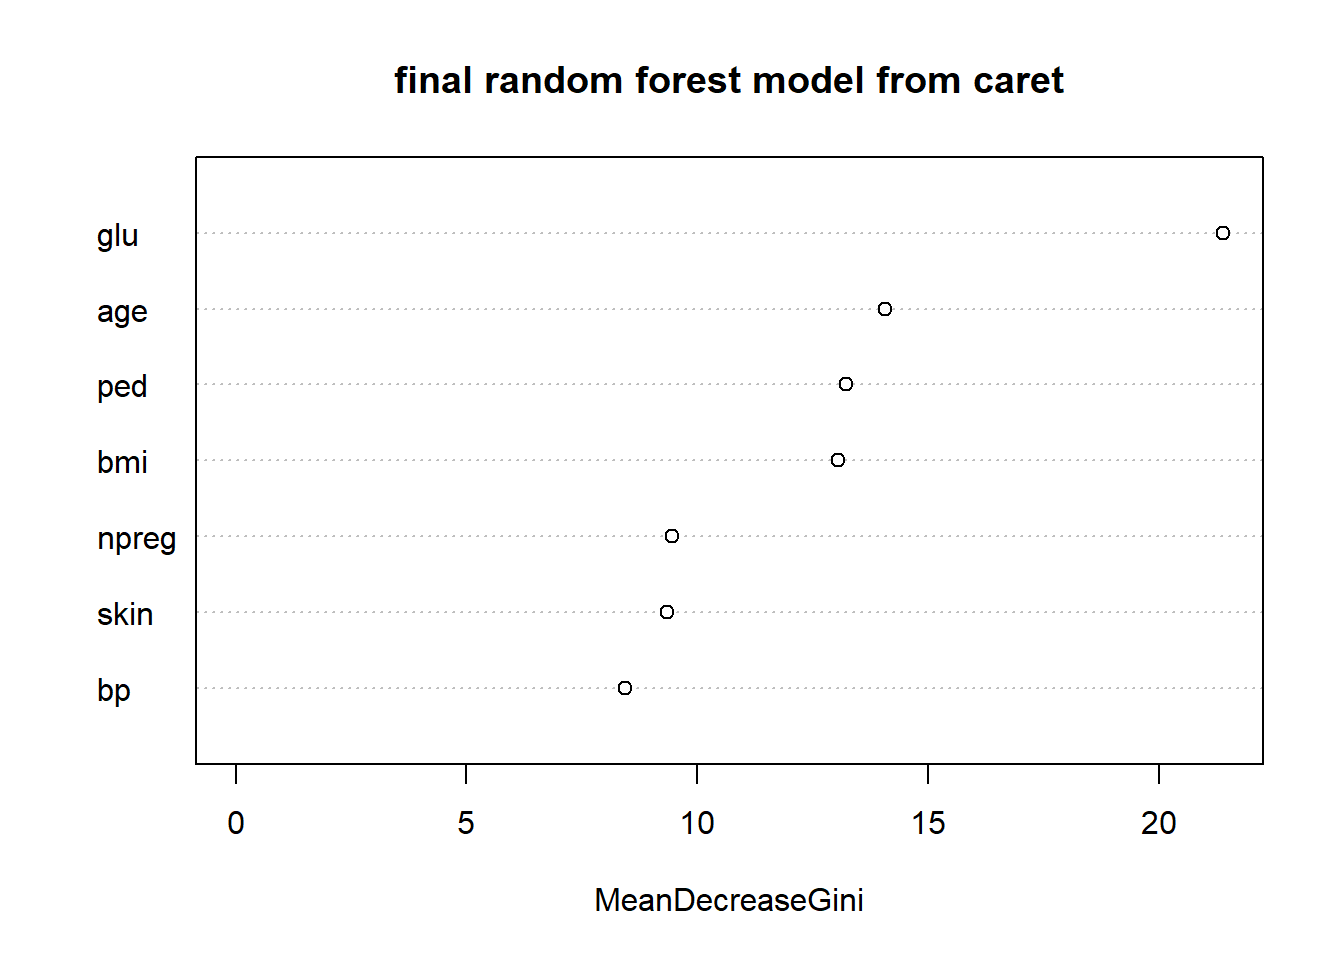 final random forest model from caret
glu
age
ped
bmi
npreg
skin
bp
0 5 10 15 20
MeanDecreaseGini